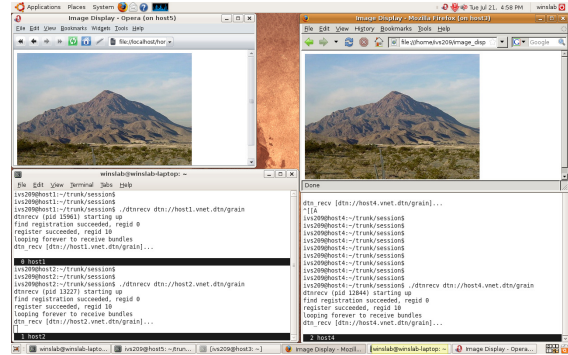 Applications Places System
Tue Jul 21, 4:58 PM winslab
Image Display - Opera (on host5)
File Edit View Bookmarks Widgets Tools Help
file://localhost/hor
Image Display - Mozilla Firefox (on host3)
File Edit View History Bookmarks Tools Help
file:///home/ivs209/image_disp
Google
Done
winslab@winslab-laptop: ~
File Edit View Terminal Tabs Help
ivs209@host1:~/trunk/session$
ivs209@host1:~/trunk/session$
ivs209@host1:~/trunk/session$ ./dtnrecv dtn://host1.vnet.dtn/grain
dtnrecv (pid 15961) starting up
find registration succeeded, regid 0
register succeeded, regid 10
looping forever to receive bundles
dtn_recv [dtn://host1.vnet.dtn/grain]...
0 host1
ivs209@host2:~/trunk/session$
ivs209@host2:~/trunk/session$
ivs209@host2:~/trunk/session$ ./dtnrecv dtn://host2.vnet.dtn/grain
dtnrecv (pid 13227) starting up
find registration succeeded, regid 0
register succeeded, regid 10
looping forever to receive bundles
dtn_recv [dtn://host2.vnet.dtn/grain]...
1 host2
dtn_recv [dtn://host4.vnet.dtn/grain]...
^[[A
ivs209@host4:~/trunk/session$
ivs209@host4:~/trunk/session$
ivs209@host4:~/trunk/session$
ivs209@host4:~/trunk/session$
ivs209@host4:~/trunk/session$
ivs209@host4:~/trunk/session$
ivs209@host4:~/trunk/session$
ivs209@host4:~/trunk/session$
ivs209@host4:~/trunk/session$ ./dtnrecv dtn://host4.vnet.dtn/grain
dtnrecv (pid 12844) starting up
find registration succeeded, regid 0
register succeeded, regid 10
looping forever to receive bundles
dtn_recv [dtn://host4.vnet.dtn/grain]...
2 host4
winslab@winslab-lapto... ivs209@host5: ~/trun... [ivs209@host3: ~] Image Display - Mozill... winslab@winslab-laptop: ~ Image Display - Opera...